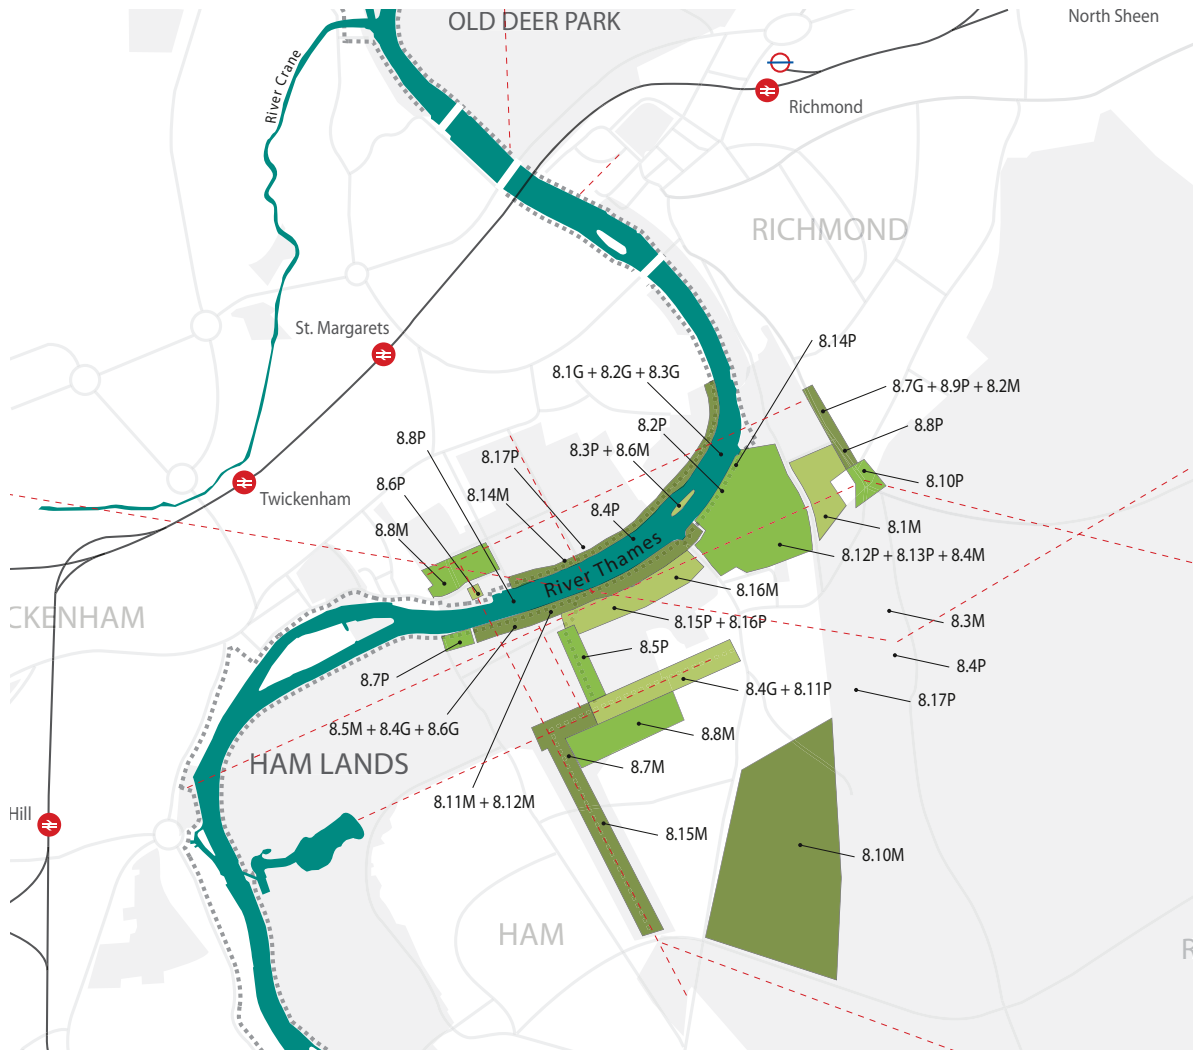 OLD DEER PARK
North Sheen
River Crane
Richmond
RICHMOND
St. Margarets
8.14P
8.1G + 8.2G + 8.3G
8.7G + 8.9P + 8.2M
8.2P
8.8P
8.8P
8.3P + 8.6M
8.17P
8.10P
8.6P
Twickenham
8.14M
8.4P
8.1M
8.8M
8.12P + 8.13P + 8.4M
River Thames
8.16M
CKENHAM
8.15P + 8.16P
8.3M
8.5P
8.4P
8.7P
8.4G + 8.11P
8.17P
8.5M + 8.4G + 8.6G
8.8M
HAM LANDS
8.7M
8.11M + 8.12M
Hill
8.15M
8.10M
HAM
R